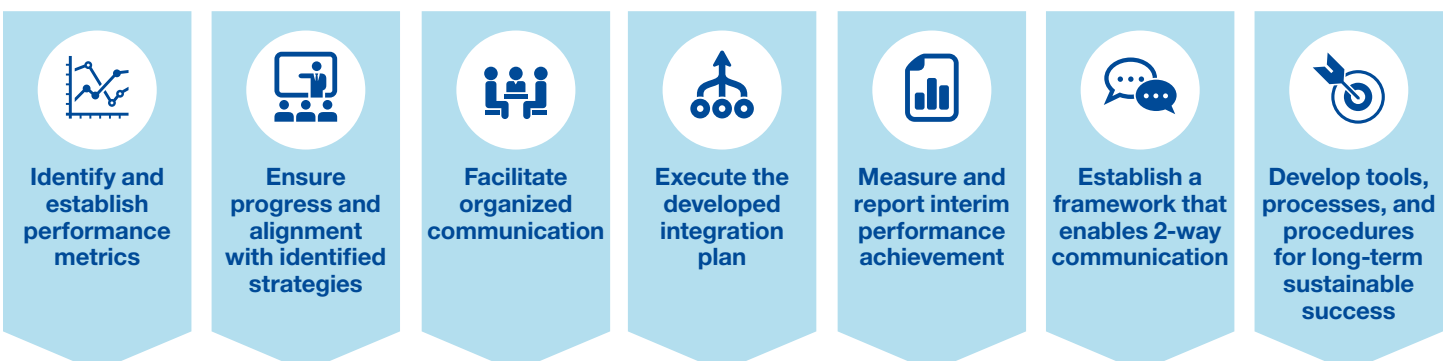 Identify and
establish
performance
metrics
Ensure
progress and
alignment
with identified
strategies
Facilitate
organized
communication
Execute the
developed
integration
plan
Measure and
report interim
performance
achievement
Establish a
framework that
enables 2-way
communication
Develop tools,
processes, and
procedures
for long-term
sustainable
success